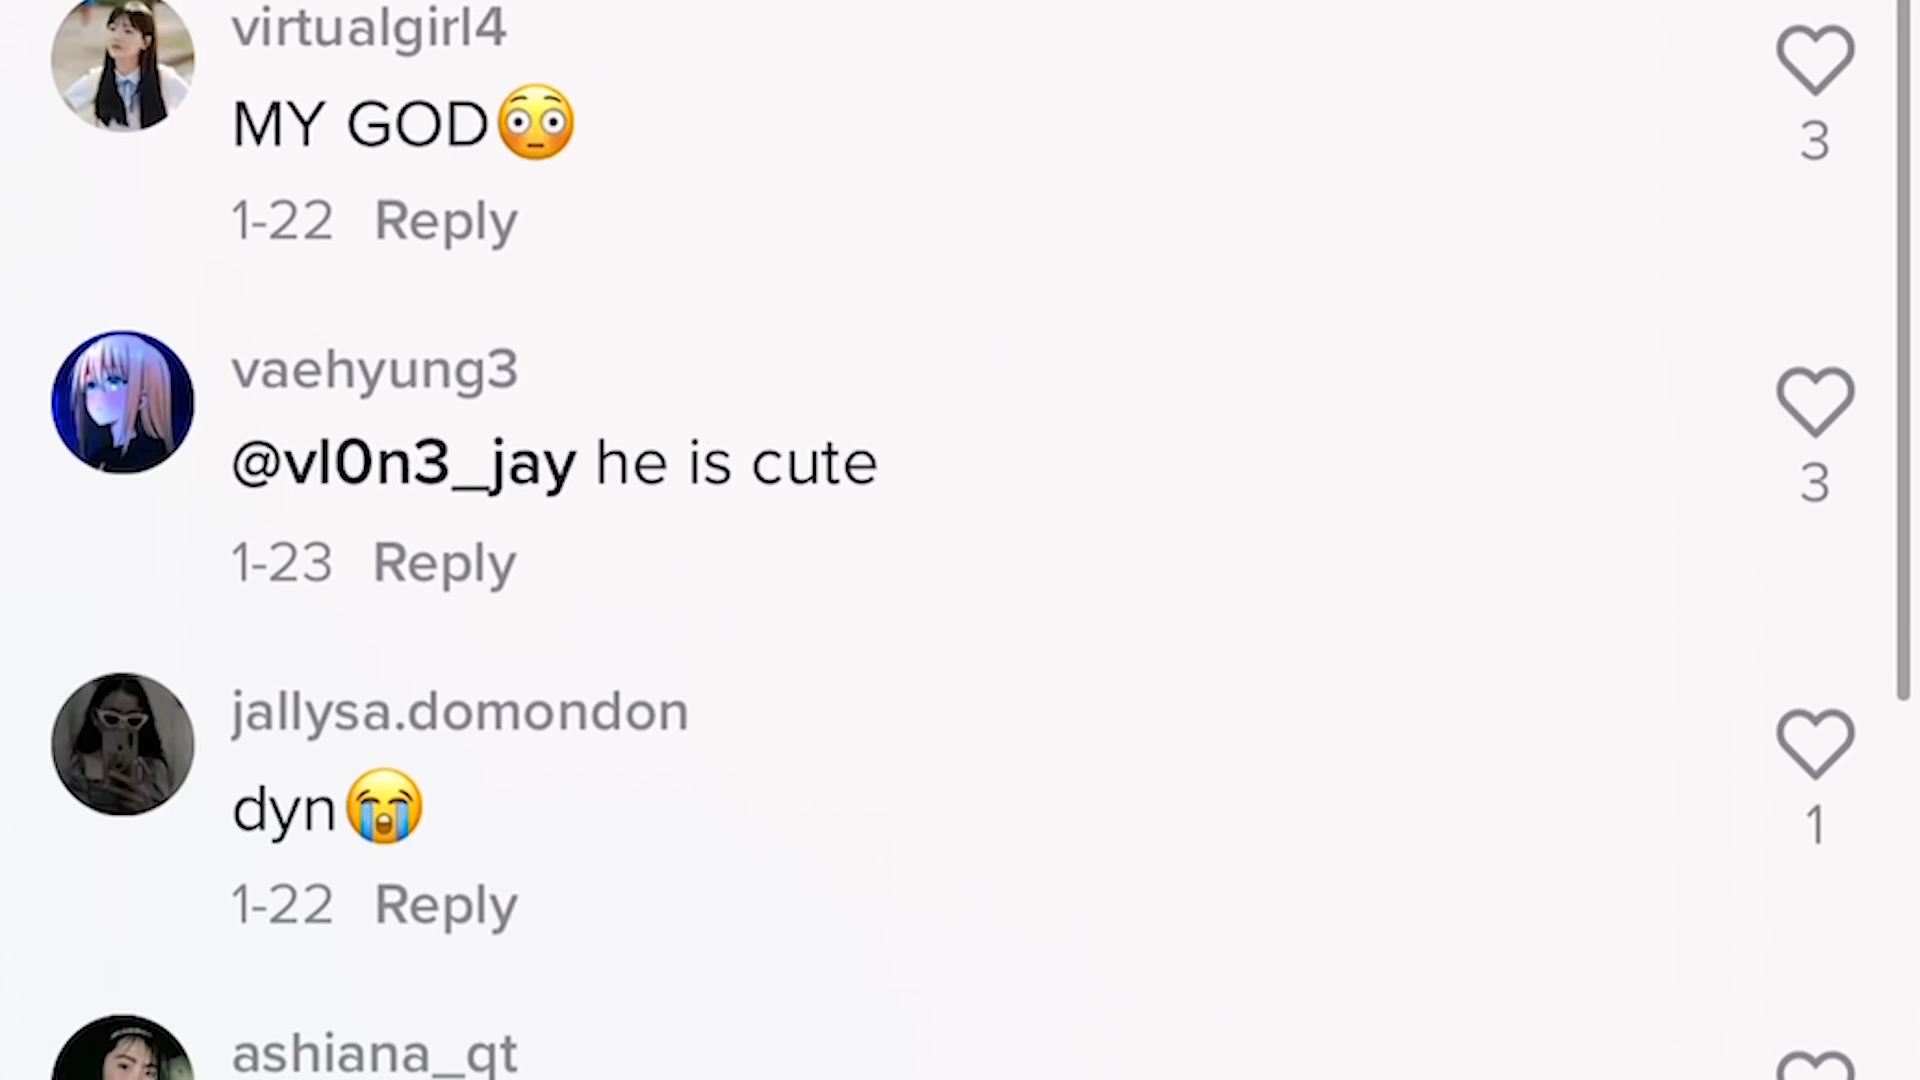 virtualgirl4
MY GOD😳
3
1-22 Reply
vaehyung3
@vl0n3_jay he is cute
3
1-23 Reply
jallysa.domondon
dyn😭
1
1-22 Reply
ashiana_qt